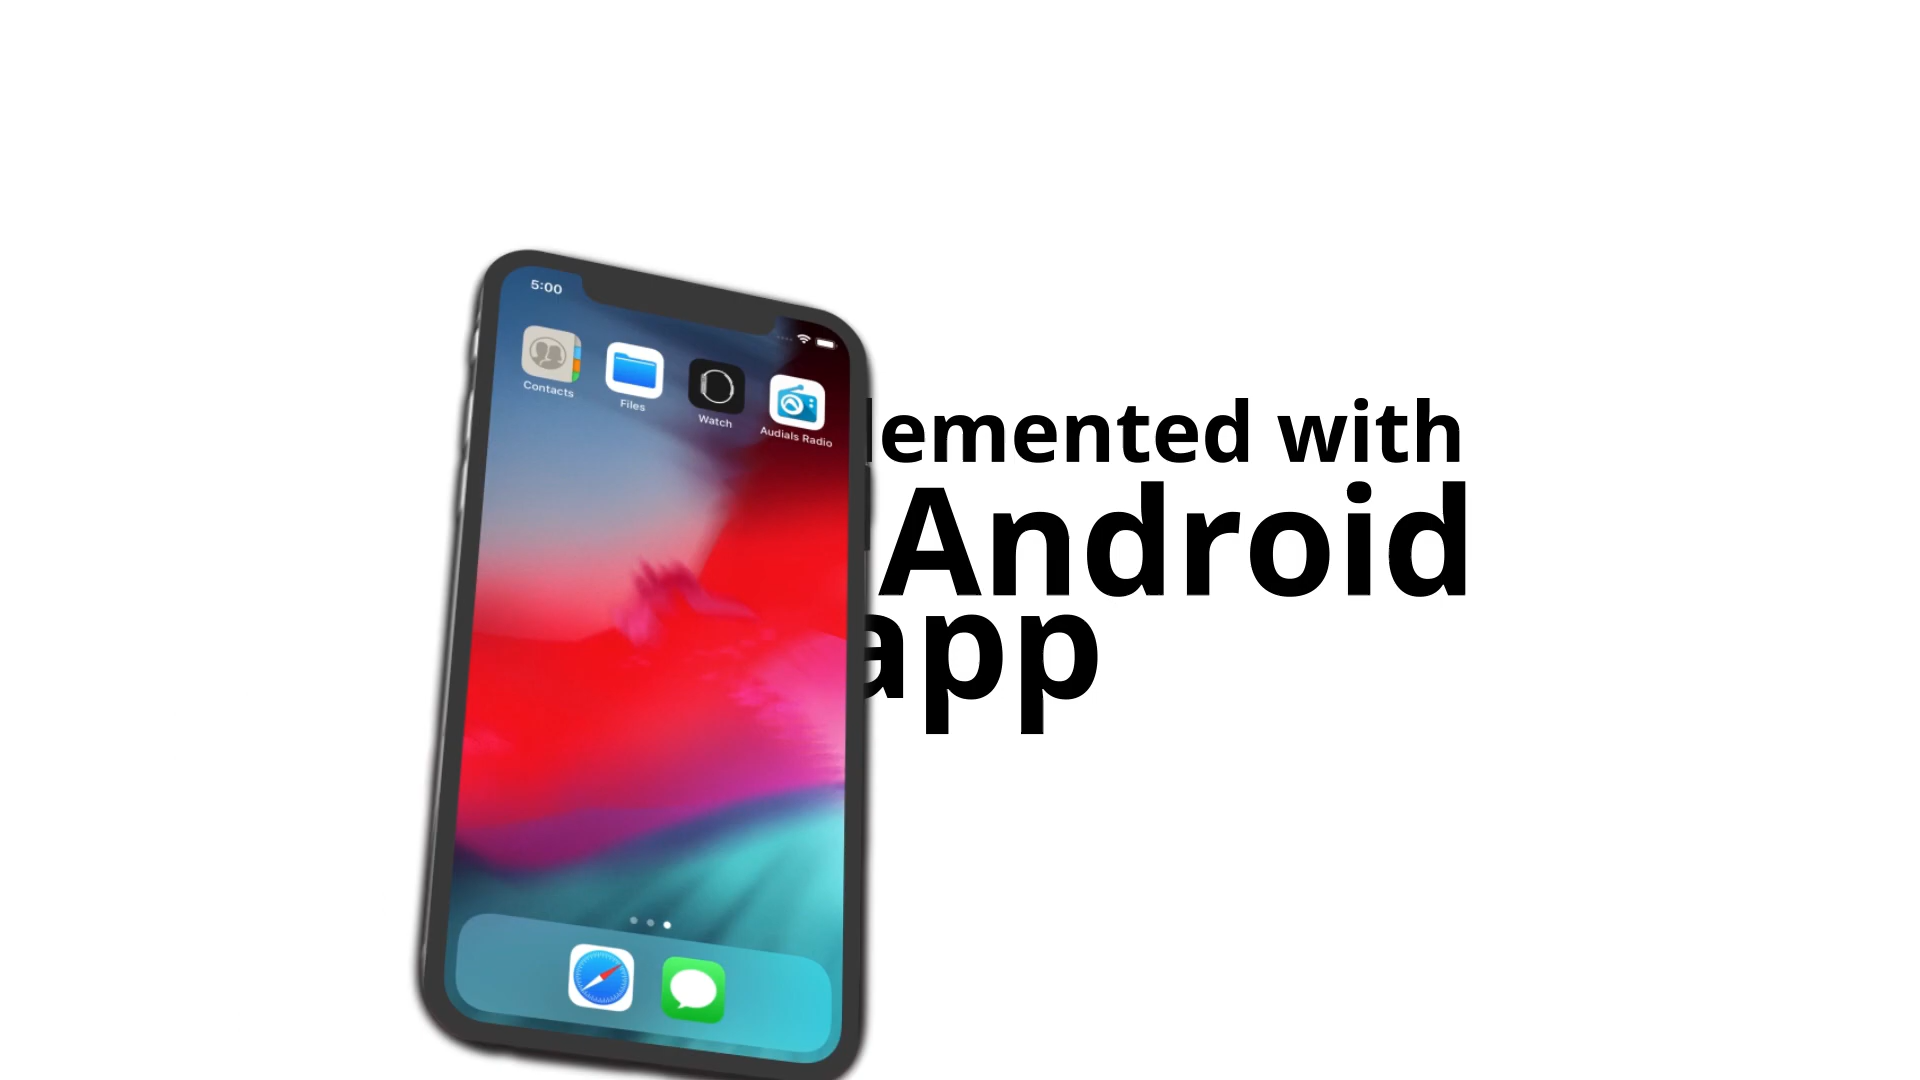 5:00
Contacts
Files
Watch
Audials Radio
lemented with
Android
app